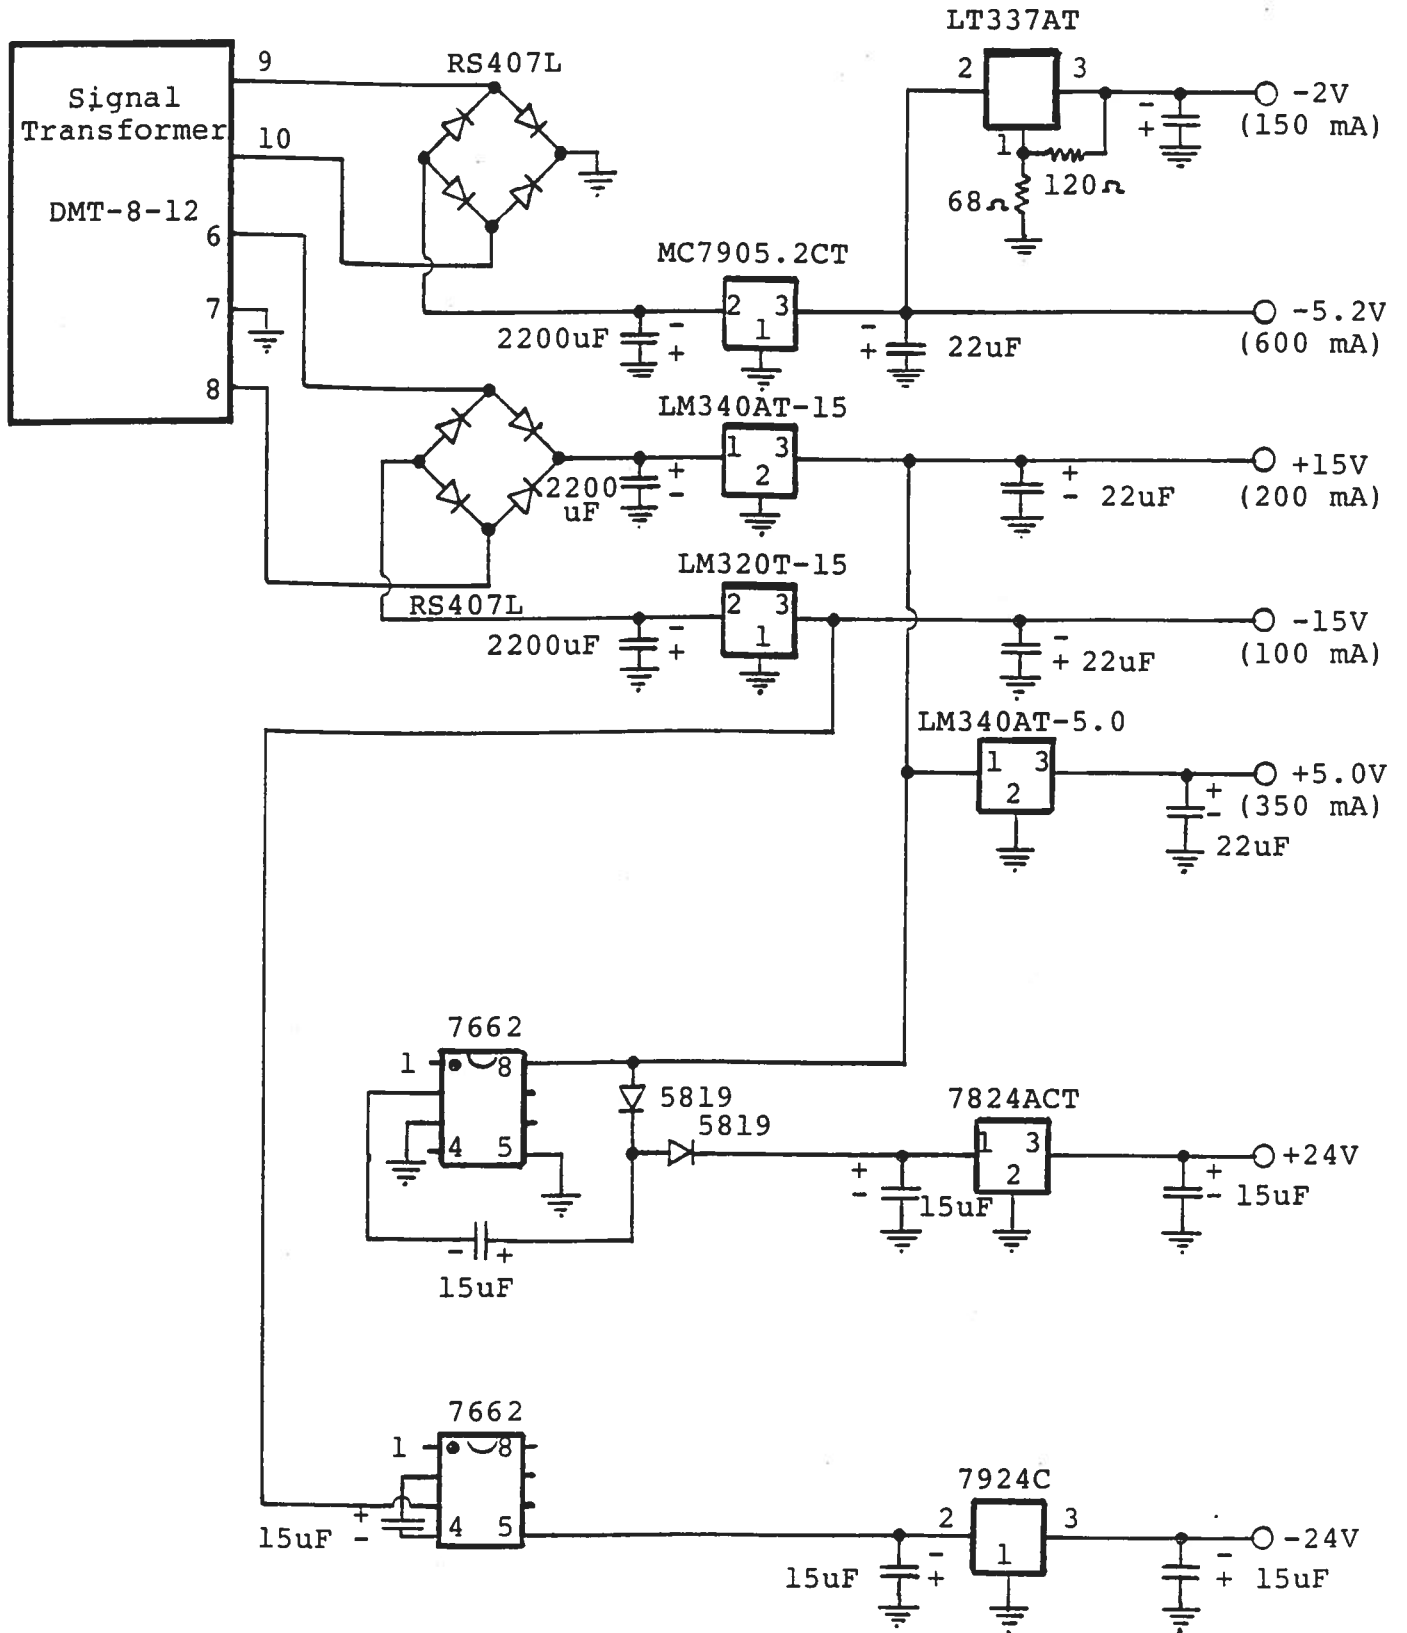 LT337AT
9
RS407L
2
3
Signal
Transformer
-
+
-2V
(150 mA)
10
1
120Ω
68Ω
DMT-8-12
6
MC7905.2CT
7
2
3
1
2200uF
-
+
-
+
22uF
-5.2V
(600 mA)
8
LM340AT-15
1
3
2
2200
uF
+
-
+
-
22uF
+15V
(200 mA)
LM320T-15
RS407L
2
3
1
2200uF
-
+
-
+
22uF
-15V
(100 mA)
LM340AT-5.0
1
3
2
+
-
22uF
+5.0V
(350 mA)
7662
1
8
4
5
5819
5819
7824ACT
1
3
2
+
-
15uF
+
-
15uF
+24V
-
+
15uF
7662
1
8
4
5
+
-
15uF
7924C
2
3
1
-
+
15uF
-
+
15uF
-24V